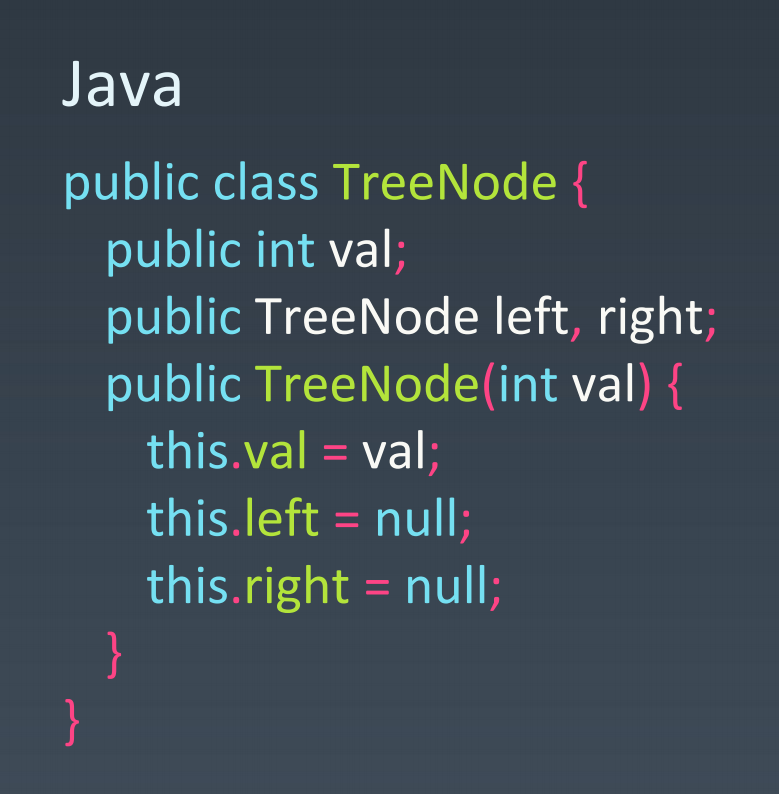 Java
public class TreeNode {
public int val;
public TreeNode left, right;
public TreeNode(int val) {
this.val = val;
this.left = null;
this.right = null;
}
}